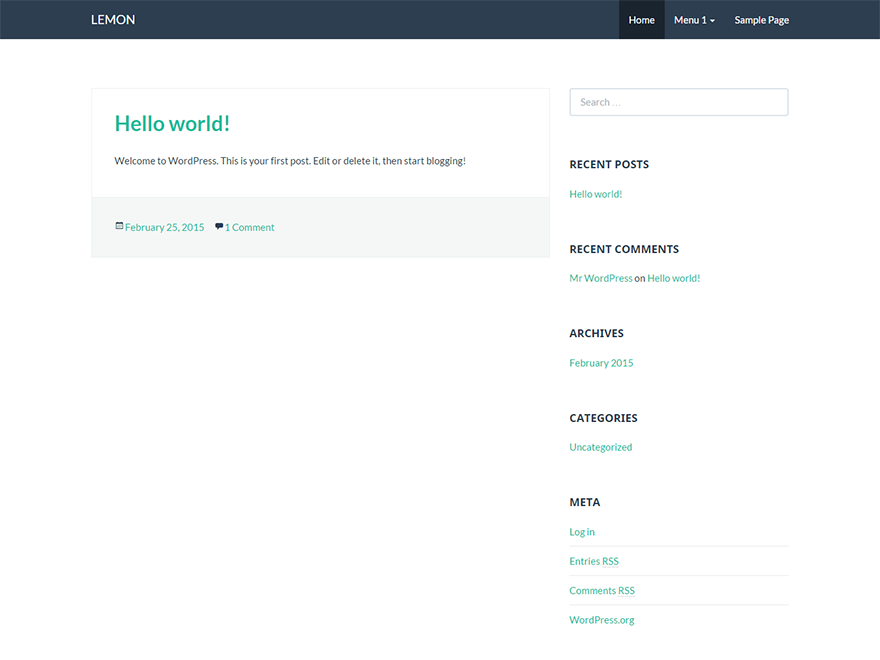 LEMON
Home
Menu 1
Sample Page
Hello world!
Welcome to WordPress. This is your first post. Edit or delete it, then start blogging!
February 25, 2015 1 Comment
Search …
RECENT POSTS
Hello world!
RECENT COMMENTS
Mr WordPress on Hello world!
ARCHIVES
February 2015
CATEGORIES
Uncategorized
META
Log in
Entries RSS
Comments RSS
WordPress.org